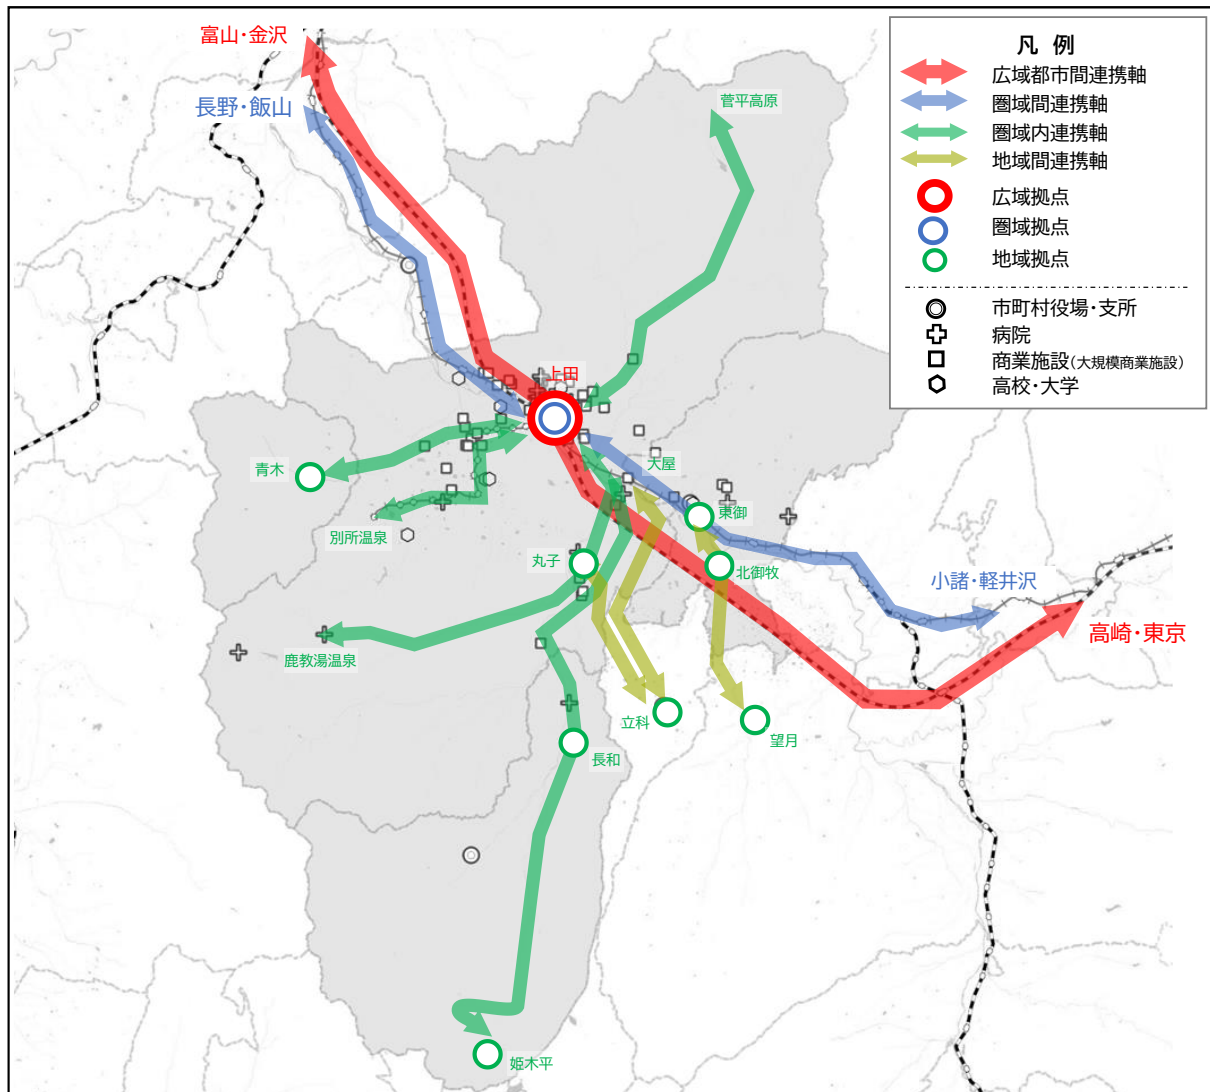 富山・金沢
長野・飯山
菅平高原
凡 例
広域都市間連携軸
圏域間連携軸
圏域内連携軸
地域間連携軸
広域拠点
圏域拠点
地域拠点
市町村役場・支所
病院
商業施設(大規模商業施設)
高校・大学
上田
青木
大屋
別所温泉
東御
丸子
北御牧
小諸・軽井沢
高崎・東京
鹿教湯温泉
立科
望月
長和
姫木平